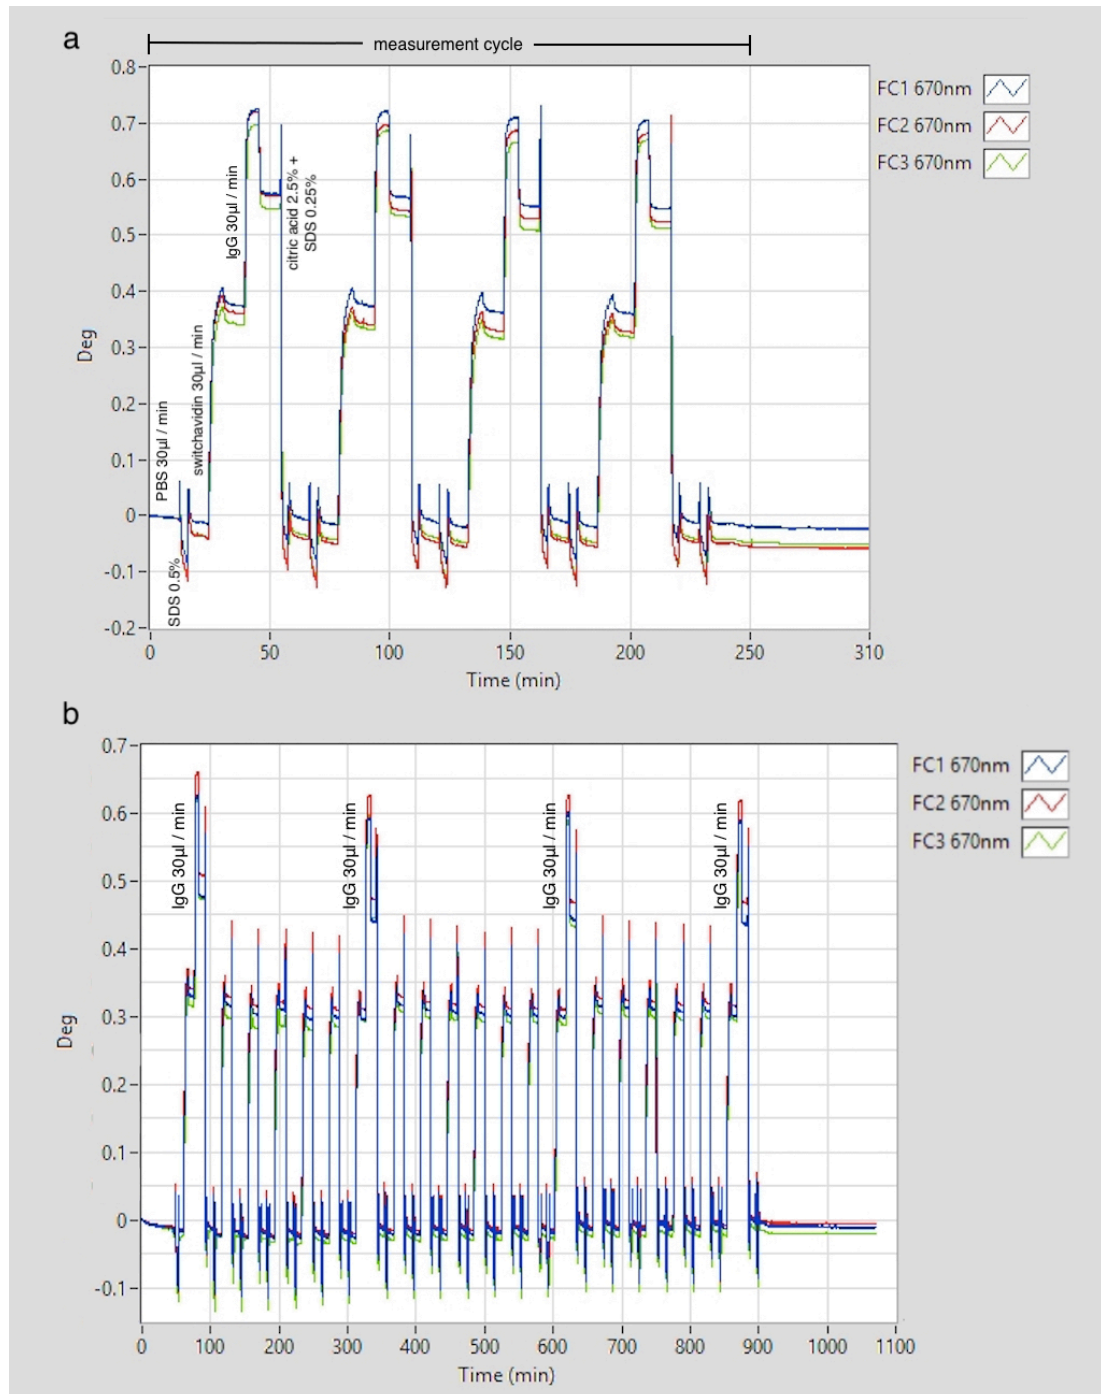 a
measurement cycle
0.8
0.7
0.6
0.5
0.4
0.3
0.2
0.1
0
-0.1
-0.2
Deg
PBS 30µl / min
SDS 0.5%
switchavidin 30µl / min
IgG 30µl / min
citric acid 2.5% +
SDS 0.25%
FC1 670nm
FC2 670nm
FC3 670nm
0 50 100 150 200 250 310
Time (min)
b
0.7
0.6
0.5
0.4
0.3
0.2
0.1
0
-0.1
Deg
IgG 30µl / min
IgG 30µl / min
IgG 30µl / min
IgG 30µl / min
FC1 670nm
FC2 670nm
FC3 670nm
0 100 200 300 400 500 600 700 800 900 1000 1100
Time (min)